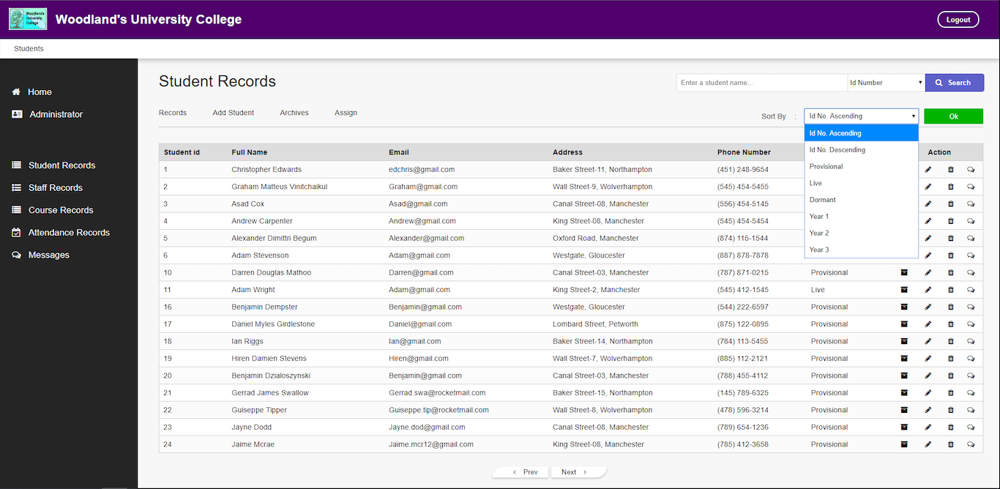 Woodlands
University
College
Woodland's University College
Logout
Students
Home
Administrator
Student Records
Staff Records
Course Records
Attendance Records
Messages
Student Records
Enter a student name... Id Number Search
Records Add Student Archives Assign
Sort By : Id No. Ascending Ok
Id No. Ascending
Id No. Descending
Provisional
Live
Dormant
Year 1
Year 2
Year 3
Student id Full Name Email Address Phone Number Action
1 Christopher Edwards edchris@gmail.com Baker Street-11, Northampton (451) 248-9654
2 Graham Matteus Vinitchaikul Graham@gmail.com Wall Street-9, Wolverhampton (545) 454-5455
3 Asad Cox Asad@gmail.com Canal Street-08, Manchester (556) 454-5145
4 Andrew Carpenter Andrew@gmail.com King Street-08, Manchester (545) 454-5454
5 Alexander Dimittri Begum Alexander@gmail.com Oxford Road, Manchester (874) 115-1544
6 Adam Stevenson Adam@gmail.com Westgate, Gloucester (887) 878-7878
10 Darren Douglas Mathoo Darren@gmail.com Canal Street-03, Manchester (787) 871-0215 Provisional
11 Adam Wright Adam@gmail.com King Street-2, Manchester (545) 412-1545 Live
16 Benjamin Dempster Benjamin@gmail.com Westgate, Gloucester (544) 222-6597 Provisional
17 Daniel Myles Girdlestone Daniel@gmail.com Lombard Street, Petworth (875) 122-0895 Provisional
18 Ian Riggs Ian@gmail.com Baker Street-14, Northampton (784) 113-5455 Provisional
19 Hiren Damien Stevens Hiren@gmail.com Wall Street-7, Wolverhampton (885) 112-2121 Provisional
20 Benjamin Dzialoszynski Benjamin@gmail.com Canal Street-03, Manchester (788) 455-4112 Provisional
21 Gerrad James Swallow Gerrad.swa@rocketmail.com Baker Street-15, Northampton (145) 789-6325 Provisional
22 Guiseppe Tipper Guiseppe.tip@rocketmail.com Wall Street-8, Wolverhampton (478) 596-3214 Provisional
23 Jayne Dodd Jayne.dod@gmail.com Canal Street-08, Manchester (789) 654-1236 Provisional
24 Jaime Mcrae Jaime.mcr12@gmail.com King Street-08, Manchester (785) 412-3658 Provisional
‹ Prev Next ›